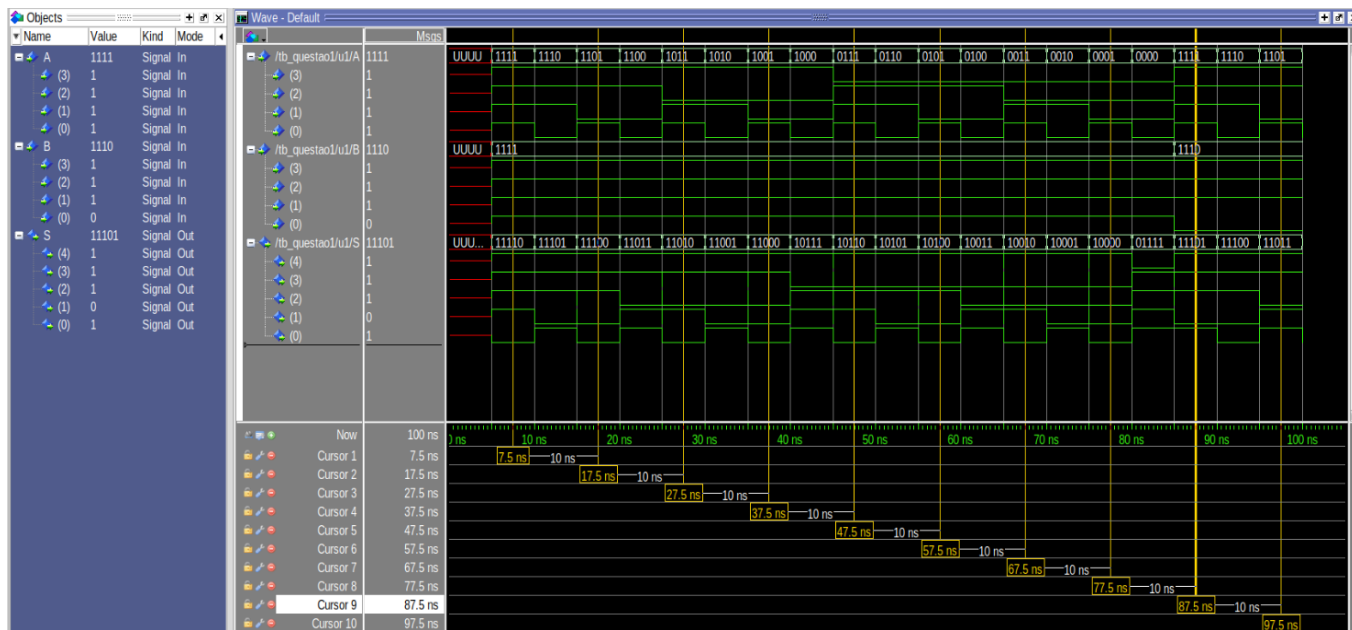 Objects
Name Value Kind Mode
A 1111 Signal In
(3) 1 Signal In
(2) 1 Signal In
(1) 1 Signal In
(0) 1 Signal In
B 1110 Signal In
(3) 1 Signal In
(2) 1 Signal In
(1) 1 Signal In
(0) 0 Signal In
S 11101 Signal Out
(4) 1 Signal Out
(3) 1 Signal Out
(2) 1 Signal Out
(1) 0 Signal Out
(0) 1 Signal Out
Wave - Default
Msgs
/tb_questao1/u1/A 1111 UUUU 1111 1110 1101 1100 1011 1010 1001 1000 0111 0110 0101 0100 0011 0010 0001 0000 1111 1110 1101
(3) 1
(2) 1
(1) 1
(0) 1
/tb_questao1/u1/B 1110 UUUU 1111 1110
(3) 1
(2) 1
(1) 1
(0) 0
/tb_questao1/u1/S 11101 UUU... 11110 11101 11100 11011 11010 11001 11000 10111 10110 10101 10100 10011 10010 10001 10000 01111 11101 11100 11011
(4) 1
(3) 1
(2) 1
(1) 0
(0) 1
Now 100 ns ns 10 ns 20 ns 30 ns 40 ns 50 ns 60 ns 70 ns 80 ns 90 ns 100 ns
Cursor 1 7.5 ns 7.5 ns 10 ns
Cursor 2 17.5 ns 17.5 ns 10 ns
Cursor 3 27.5 ns 27.5 ns 10 ns
Cursor 4 37.5 ns 37.5 ns 10 ns
Cursor 5 47.5 ns 47.5 ns 10 ns
Cursor 6 57.5 ns 57.5 ns 10 ns
Cursor 7 67.5 ns 67.5 ns 10 ns
Cursor 8 77.5 ns 77.5 ns 10 ns
Cursor 9 87.5 ns 87.5 ns 10 ns
Cursor 10 97.5 ns 97.5 ns